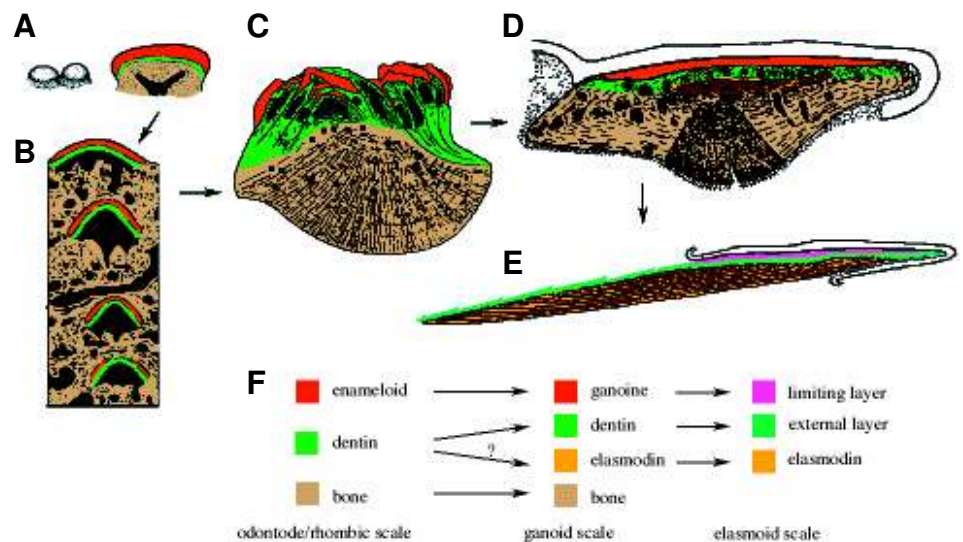 A
B
C
D
E
F
enameloid
ganoine
limiting layer
dentin
dentin
external layer
?
elasmodin
elasmodin
bone
bone
odontode/rhombic scale
ganoid scale
elasmoid scale